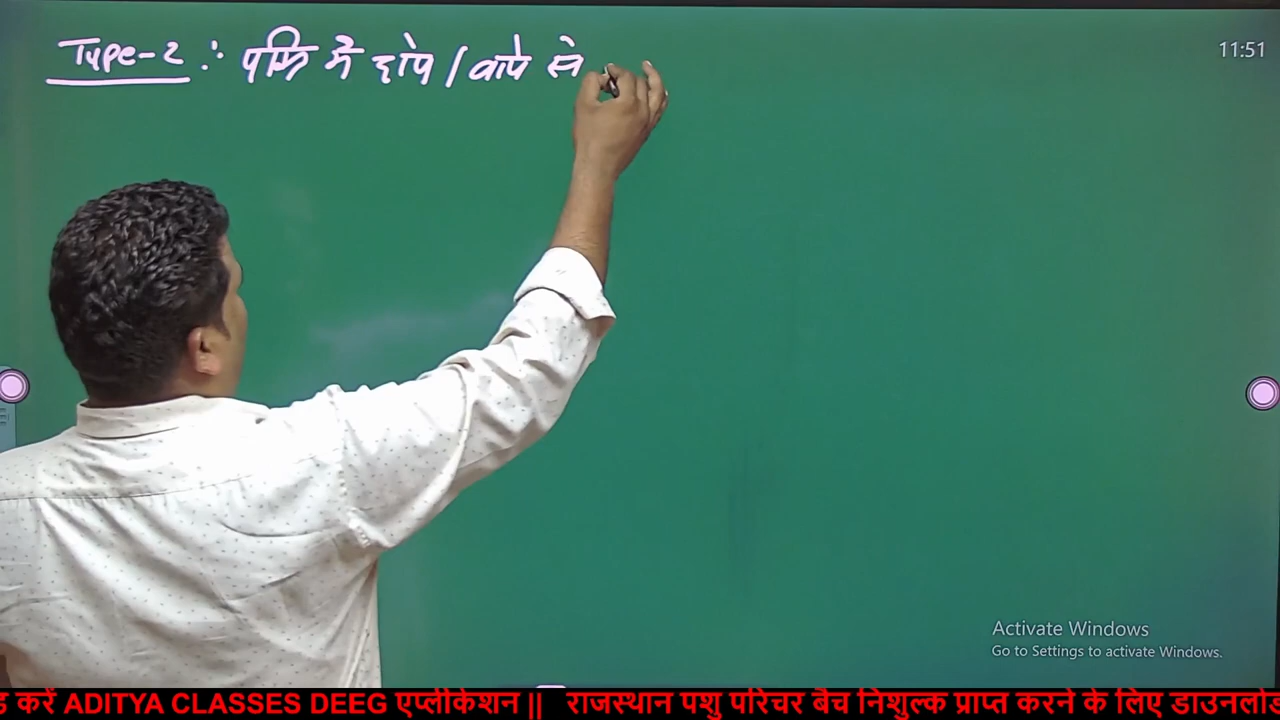 Type-2 :- पंक्ति में दांये / बांये से
11:51
Activate Windows
Go to Settings to activate Windows.
करें ADITYA CLASSES DEEG एप्लीकेशन || राजस्थान पशु परिचर बैच निशुल्क प्राप्त करने के लिए डाउनलोड